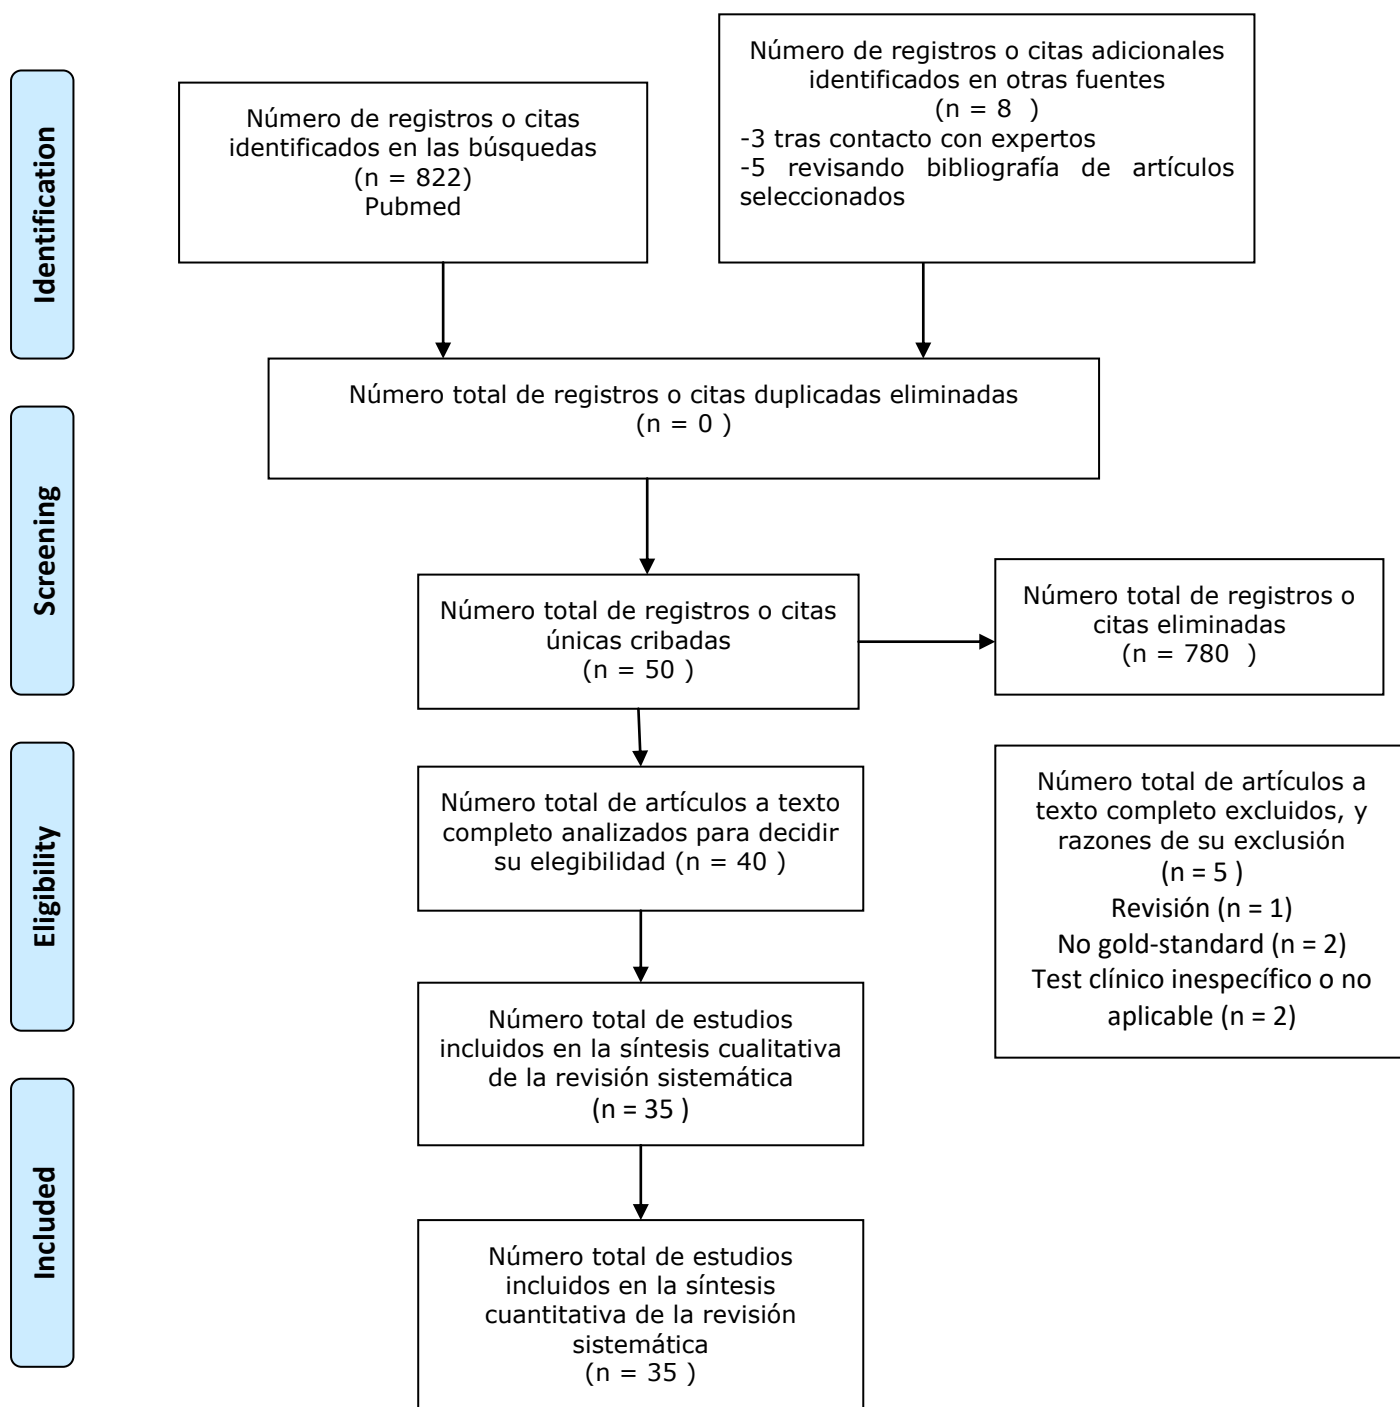 Identification
Número de registros o citas
identificados en las búsquedas
(n = 822)
Pubmed
Número de registros o citas adicionales
identificados en otras fuentes
(n = 8  )
-3 tras contacto con expertos
-5 revisando bibliografía de artículos
seleccionados
Número total de registros o citas duplicadas eliminadas
(n = 0 )
Screening
Número total de registros o citas
únicas cribadas
(n = 50 )
Número total de registros o
citas eliminadas
(n = 780  )
Eligibility
Número total de artículos a texto
completo analizados para decidir
su elegibilidad (n = 40 )
Número total de artículos a
texto completo excluidos, y
razones de su exclusión
(n = 5 )
Revisión (n = 1)
No gold-standard (n = 2)
Test clínico inespecífico o no
aplicable (n = 2)
Número total de estudios
incluidos en la síntesis cualitativa
de la revisión sistemática
(n = 35 )
Included
Número total de estudios
incluidos en la síntesis
cuantitativa de la revisión
sistemática
(n = 35 )